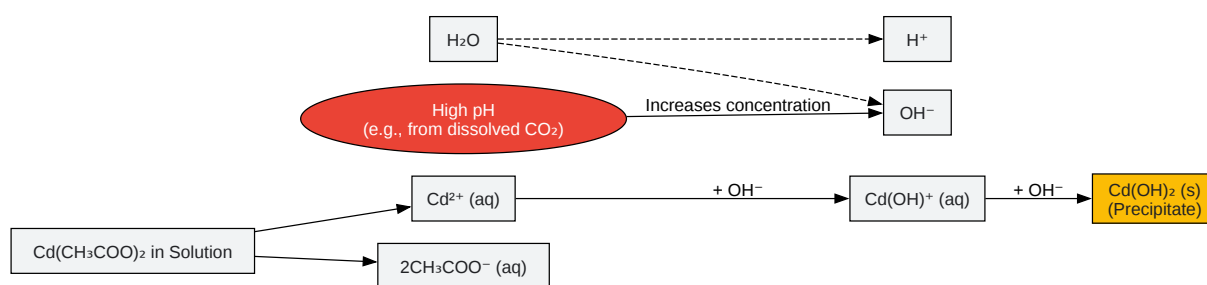 H₂O
H⁺
High pH
(e.g., from dissolved CO₂)
Increases concentration
OH⁻
Cd(CH₃COO)₂ in Solution
Cd²⁺ (aq)
+ OH⁻
Cd(OH)⁺ (aq)
+ OH⁻
Cd(OH)₂ (s)
(Precipitate)
2CH₃COO⁻ (aq)